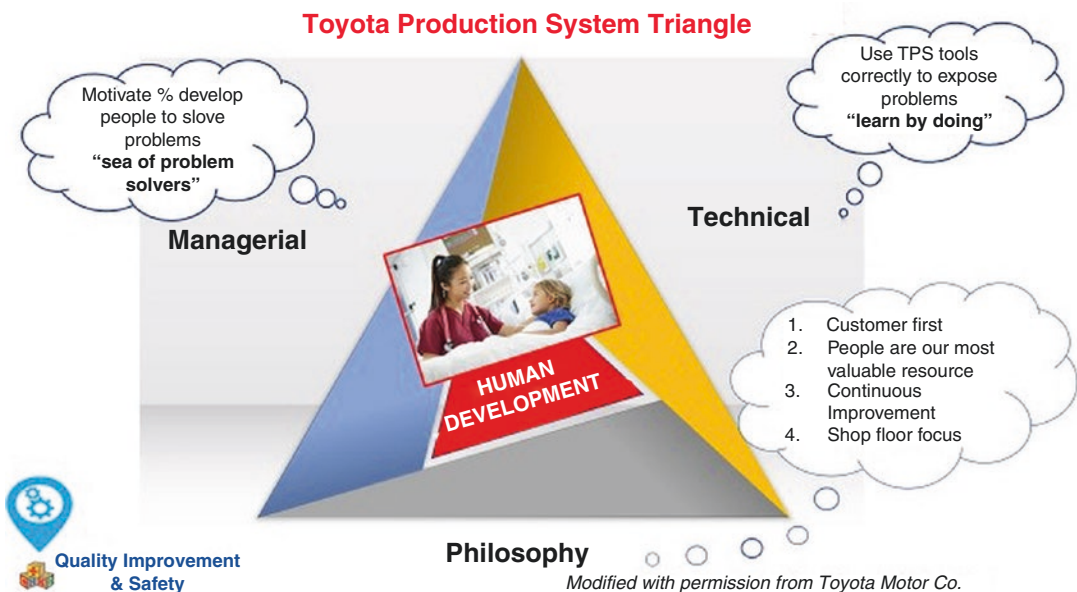 Toyota Production System Triangle
Motivate % develop
people to slove
problems
“sea of problem
solvers”
Managerial
Use TPS tools
correctly to expose
problems
“learn by doing”
Technical
HUMAN
DEVELOPMENT
1. Customer first
2. People are our most
valuable resource
3. Continuous
Improvement
4. Shop floor focus
Philosophy
Quality Improvement
& Safety
Modified with permission from Toyota Motor Co.